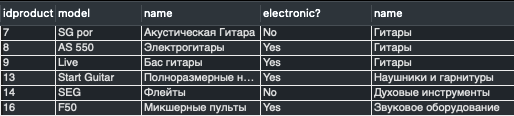 idproduct model name electronic? name
7 SG por Акустическая Гитара No Гитары
8 AS 550 Электрогитары Yes Гитары
9 Live Бас гитары Yes Гитары
13 Start Guitar Полноразмерные н... Yes Наушники и гарнитуры
14 SEG Флейты No Духовые инструменты
16 F50 Микшерные пульты Yes Звуковое оборудование